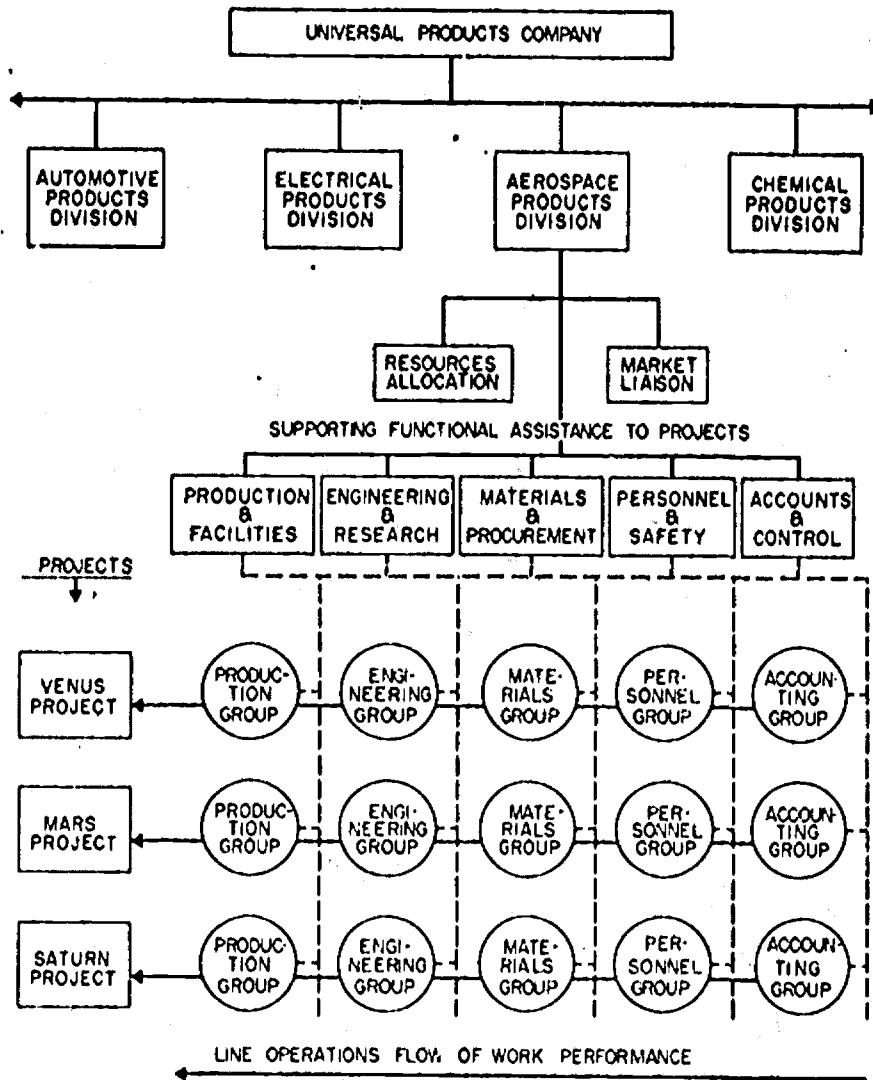 UNIVERSAL PRODUCTS COMPANY
AUTOMOTIVE
PRODUCTS
DIVISION
ELECTRICAL
PRODUCTS
DIVISION
AEROSPACE
PRODUCTS
DIVISION
CHEMICAL
PRODUCTS
DIVISION
RESOURCES
ALLOCATION
MARKET
LIAISON
SUPPORTING FUNCTIONAL ASSISTANCE TO PROJECTS
PRODUCTION
&
FACILITIES
ENGINEERING
&
RESEARCH
MATERIALS
&
PROCUREMENT
PERSONNEL
&
SAFETY
ACCOUNTS
&
CONTROL
PROJECTS
VENUS
PROJECT
PRODUC-
TION
GROUP
ENGI-
NEERING
GROUP
MATE-
RIALS
GROUP
PER-
SONNEL
GROUP
ACCOUN-
TING
GROUP
MARS
PROJECT
PRODUC-
TION
GROUP
ENGI-
NEERING
GROUP
MATE-
RIALS
GROUP
PER-
SONNEL
GROUP
ACCOUN-
TING
GROUP
SATURN
PROJECT
PRODUC-
TION
GROUP
ENGI-
NEERING
GROUP
MATE-
RIALS
GROUP
PER-
SONNEL
GROUP
ACCOUN-
TING
GROUP
LINE OPERATIONS FLOW OF WORK PERFORMANCE